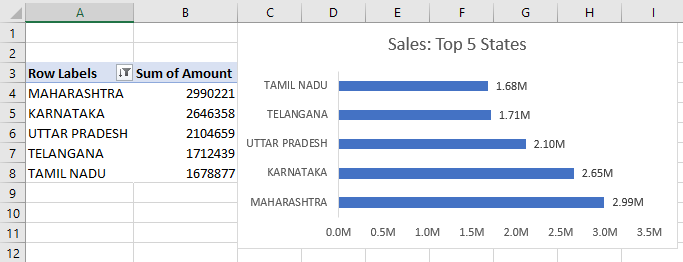 A B C D E F G H I
1
2
3 Row Labels Sum of Amount
4 MAHARASHTRA 2990221
5 KARNATAKA 2646358
6 UTTAR PRADESH 2104659
7 TELANGANA 1712439
8 TAMIL NADU 1678877
9
10
11
12
Sales: Top 5 States
TAMIL NADU 1.68M
TELANGANA 1.71M
UTTAR PRADESH 2.10M
KARNATAKA 2.65M
MAHARASHTRA 2.99M
0.0M 0.5M 1.0M 1.5M 2.0M 2.5M 3.0M 3.5M